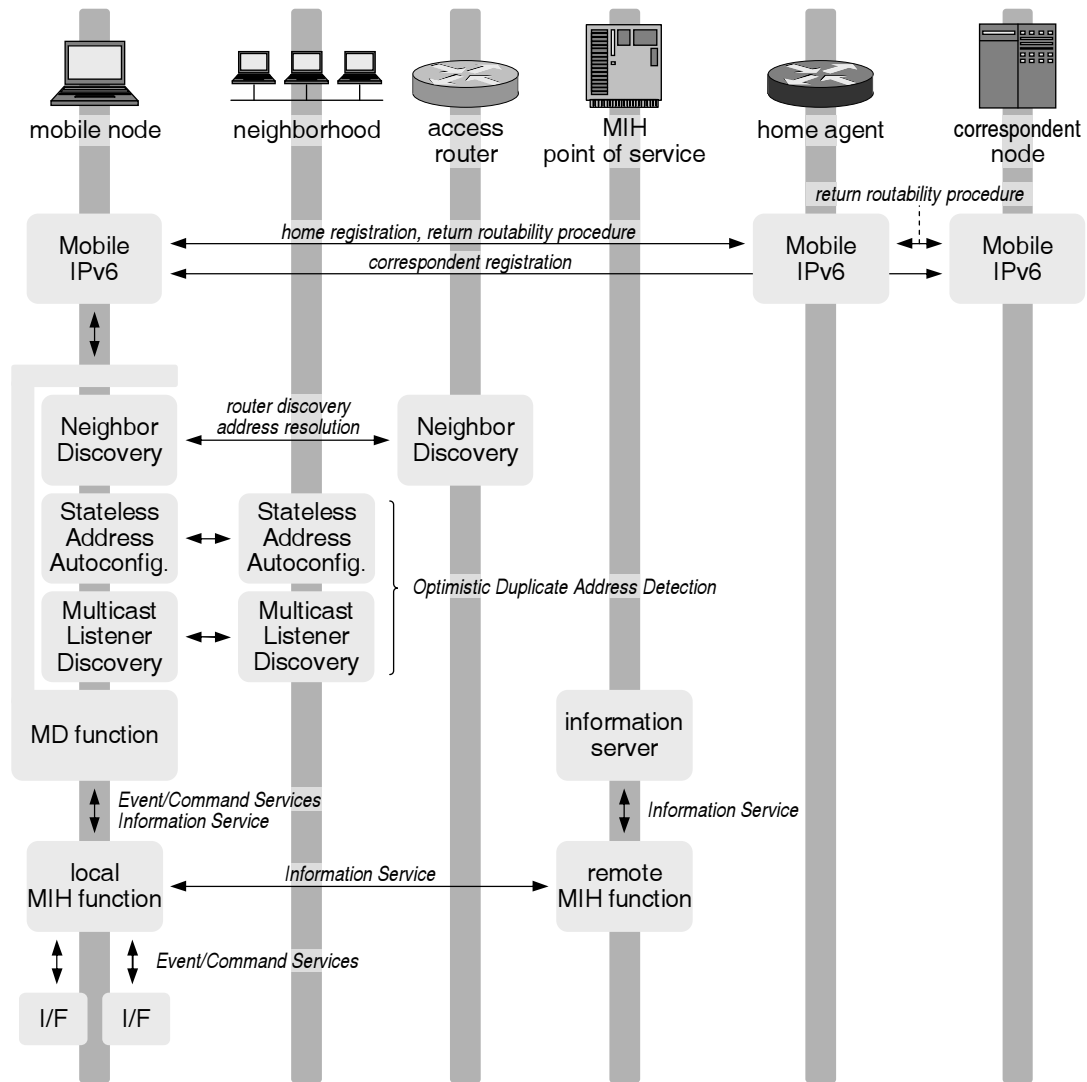 mobile node
neighborhood
access
router
MIH
point of service
home agent
correspondent
node
return routability procedure
Mobile
IPv6
home registration, return routability procedure
correspondent registration
Mobile
IPv6
Mobile
IPv6
Neighbor
Discovery
router discovery
address resolution
Neighbor
Discovery
Stateless
Address
Autoconfig.
Stateless
Address
Autoconfig.
Optimistic Duplicate Address Detection
Multicast
Listener
Discovery
Multicast
Listener
Discovery
MD function
information
server
Event/Command Services
Information Service
Information Service
local
MIH function
Information Service
remote
MIH function
Event/Command Services
I/F
I/F